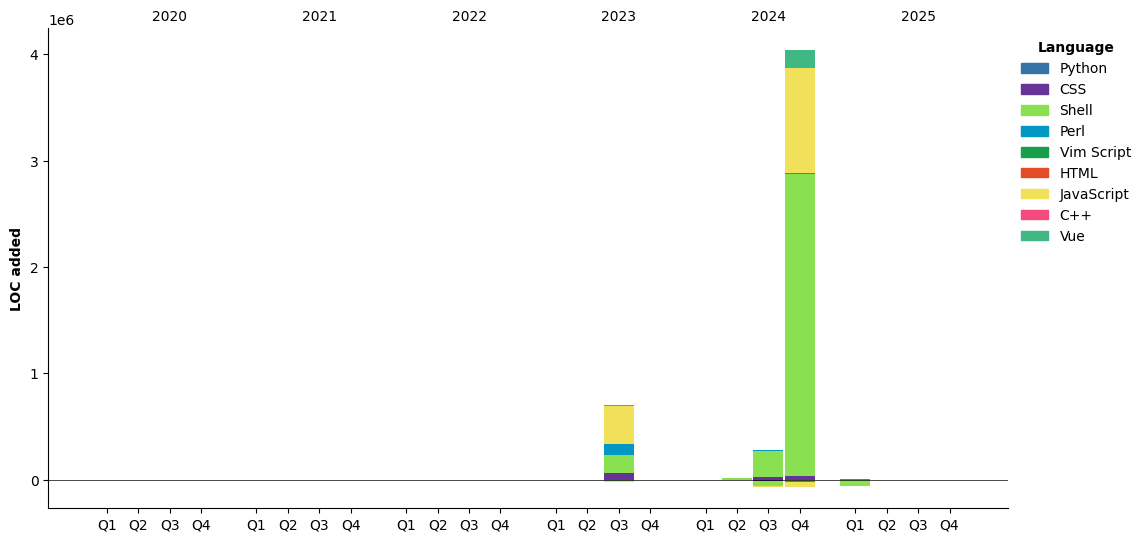 2020 2021 2022 2023 2024 2025
1e6
Language
Python
CSS
Shell
Perl
Vim Script
HTML
JavaScript
C++
Vue
4
3
2
1
0
LOC added
Q1 Q2 Q3 Q4 Q1 Q2 Q3 Q4 Q1 Q2 Q3 Q4 Q1 Q2 Q3 Q4 Q1 Q2 Q3 Q4 Q1 Q2 Q3 Q4